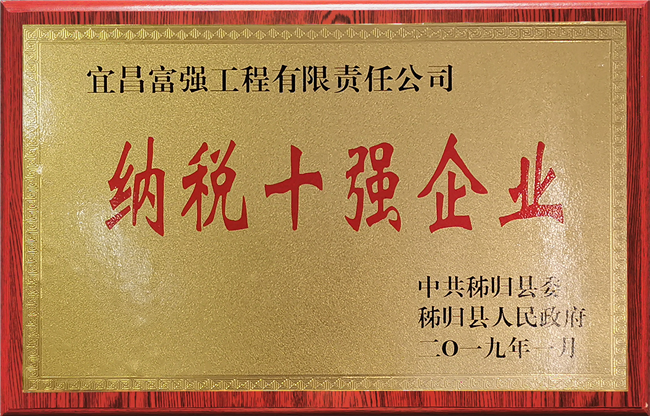 宜昌富强工程有限责任公司
纳税十强企业
中共秭归县委
秭归县人民政府
二O一九年一月